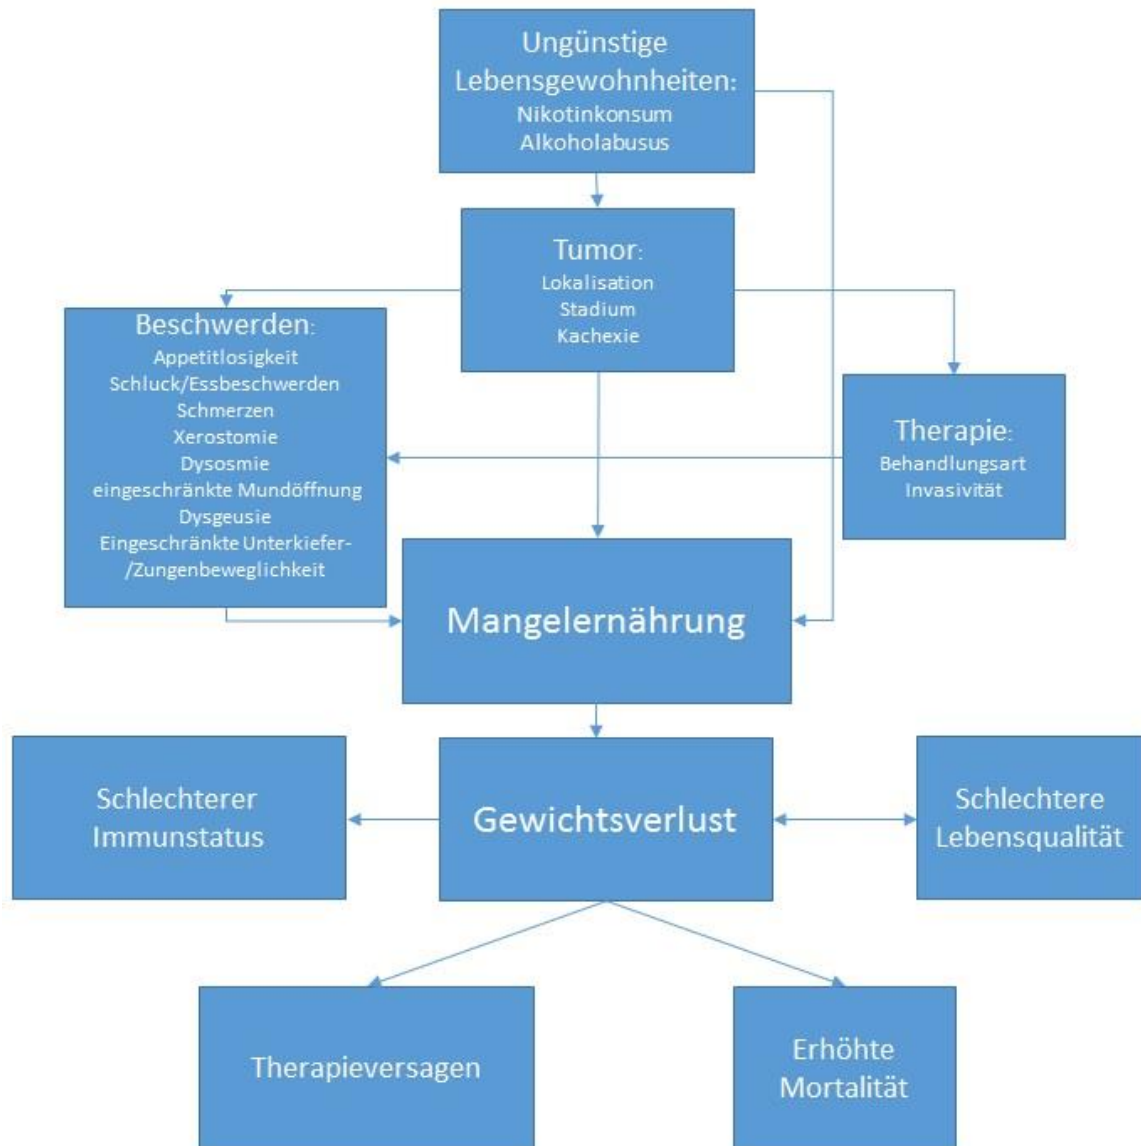 Ungünstige
Lebensgewohnheiten:
Nikotinkonsum
Alkoholabusus
Tumor:
Lokalisation
Stadium
Kachexie
Beschwerden:
Appetitlosigkeit
Schluck/Essbeschwerden
Schmerzen
Xerostomie
Dysosmie
eingeschränkte Mundöffnung
Dysgeusie
Eingeschränkte Unterkiefer-
/Zungenbeweglichkeit
Therapie:
Behandlungsart
Invasivität
Mangelernährung
Schlechterer
Immunstatus
Gewichtsverlust
Schlechtere
Lebensqualität
Therapieversagen
Erhöhte
Mortalität